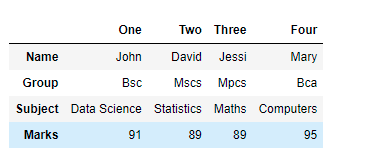 One Two Three Four
Name John David Jessi Mary
Group Bsc Mscs Mpcs Bca
Subject Data Science Statistics Maths Computers
Marks 91 89 89 95